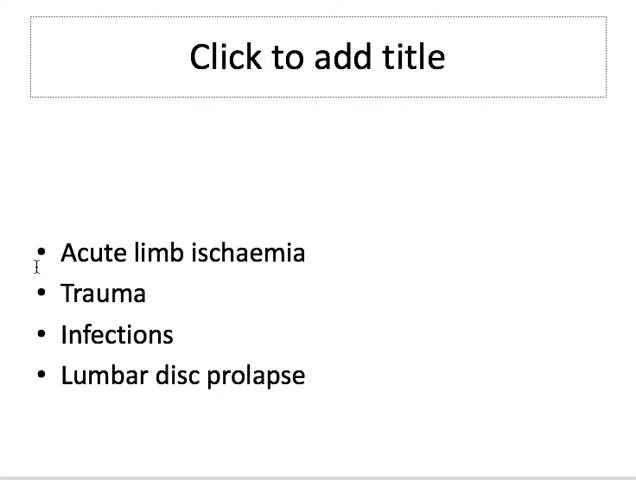 Click to add title
• Acute limb ischaemia
• Trauma
• Infections
• Lumbar disc prolapse